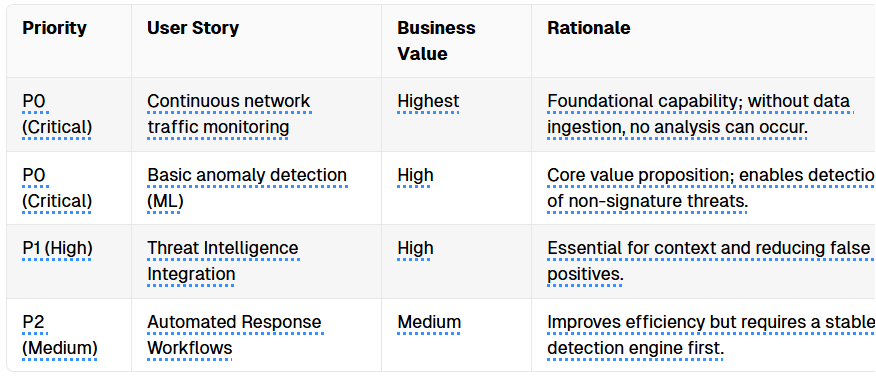 Priority
User Story
Business
Value
Rationale
P0
(Critical)
Continuous network
traffic monitoring
Highest
Foundational capability; without data
ingestion, no analysis can occur.
P0
(Critical)
Basic anomaly detection
(ML)
High
Core value proposition; enables detectio
of non-signature threats.
P1 (High)
Threat Intelligence
Integration
High
Essential for context and reducing false
positives.
P2
(Medium)
Automated Response
Workflows
Medium
Improves efficiency but requires a stable
detection engine first.